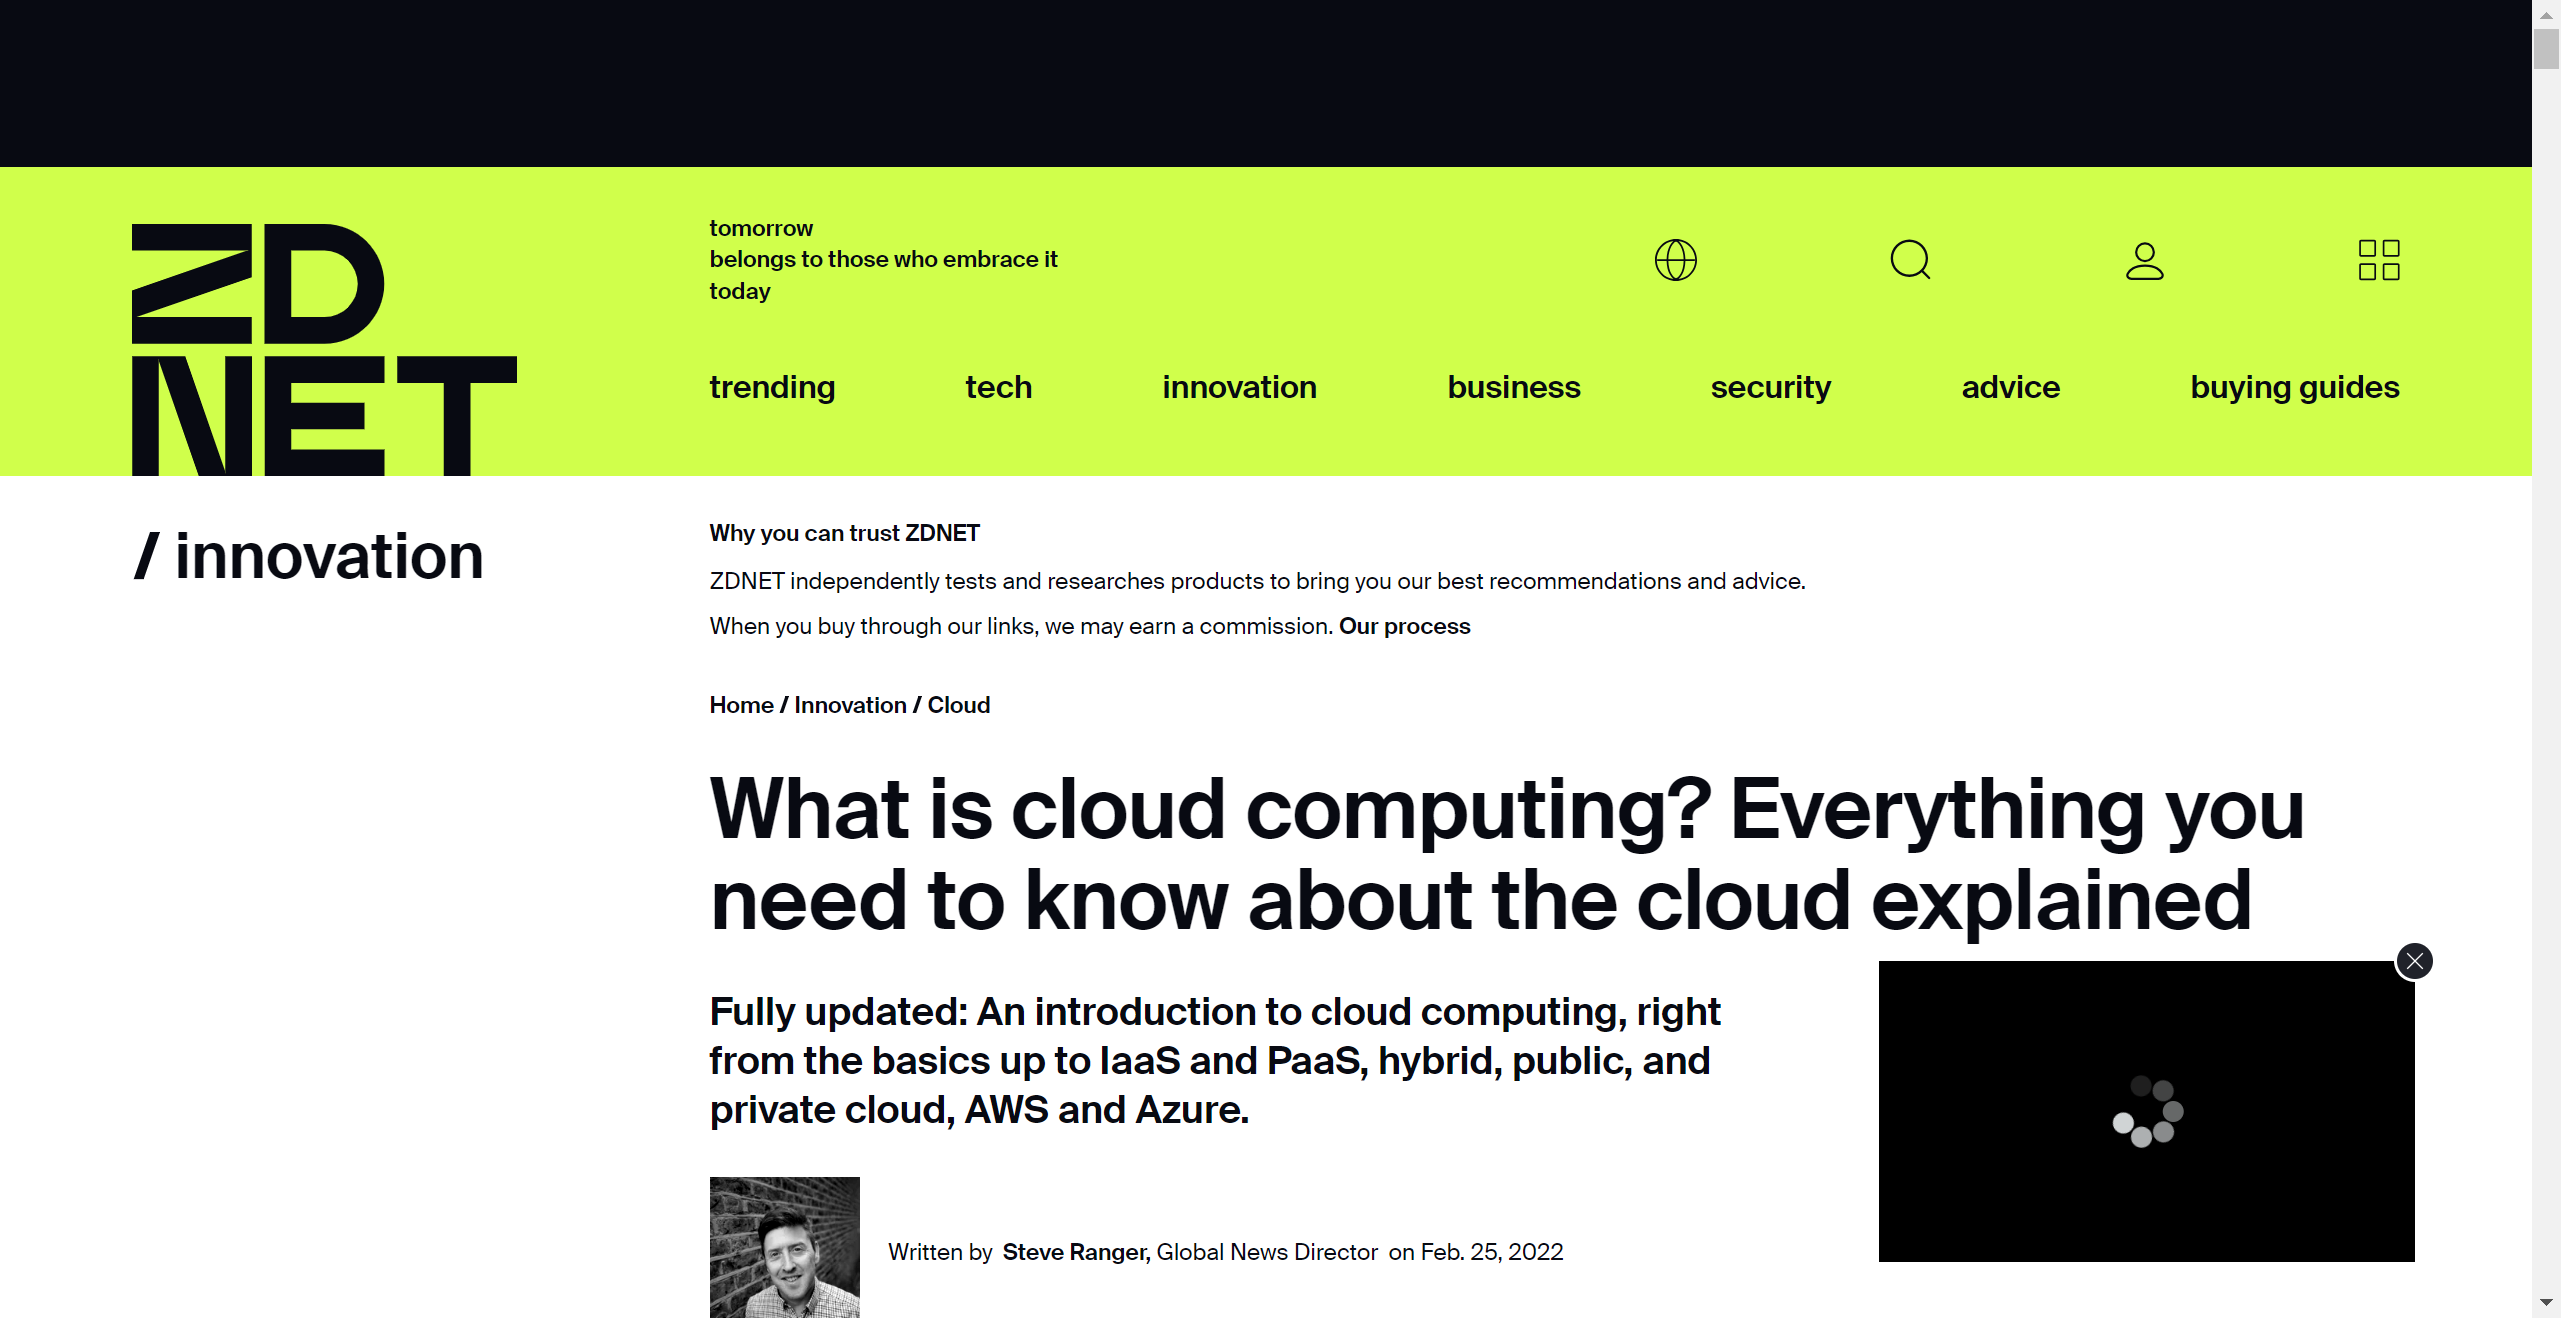 ZD
NET
tomorrow
belongs to those who embrace it
today
trending tech innovation business security advice buying guides
/ innovation
Why you can trust ZDNET
ZDNET independently tests and researches products to bring you our best recommendations and advice.
When you buy through our links, we may earn a commission. Our process
Home / Innovation / Cloud
What is cloud computing? Everything you
need to know about the cloud explained
Fully updated: An introduction to cloud computing, right
from the basics up to IaaS and PaaS, hybrid, public, and
private cloud, AWS and Azure.
Written by Steve Ranger, Global News Director on Feb. 25, 2022